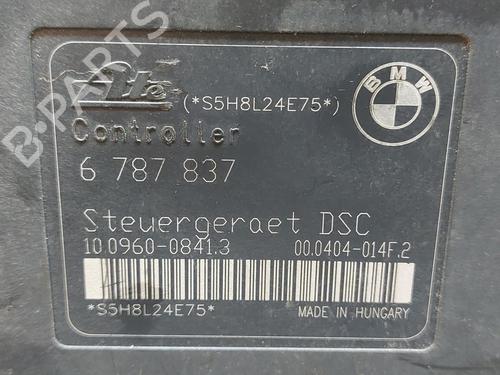 Ate (*S5H8L24E75*)
BMW
Controller
6 787 837
Steuergeraet DSC
10.0960-0841.3 00.0404-014F.2
*S5H8L24E75* MADE IN HUNGARY
B-PARTS